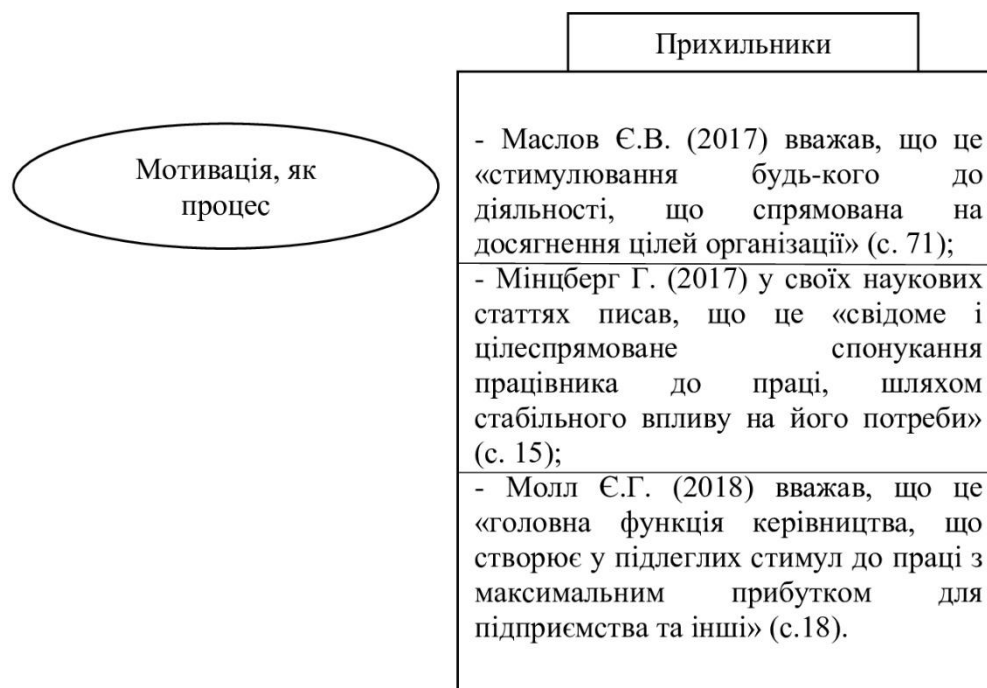 Прихильники
Мотивація, як
процес
- Маслов Є.В. (2017) вважав, що це
«стимулювання будь-кого до
діяльності, що спрямована на
досягнення цілей організації» (с. 71);
- Мінцберг Г. (2017) у своїх наукових
статтях писав, що це «свідоме і
цілеспрямоване спонукання
працівника до праці, шляхом
стабільного впливу на його потреби»
(с. 15);
- Молл Є.Г. (2018) вважав, що це
«головна функція керівництва, що
створює у підлеглих стимул до праці з
максимальним прибутком для
підприємства та інші» (с.18).